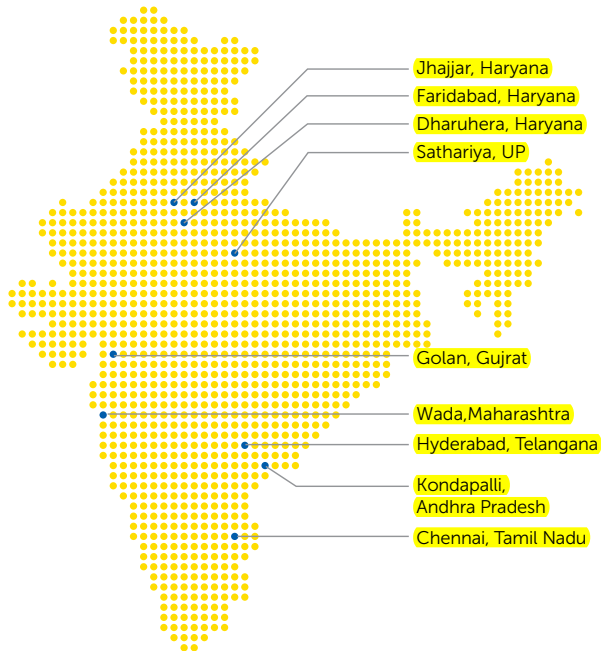 Jhajjar, Haryana
Faridabad, Haryana
Dharuhera, Haryana
Sathariya, UP
Golan, Gujrat
Wada,Maharashtra
Hyderabad, Telangana
Kondapalli,
Andhra Pradesh
Chennai, Tamil Nadu